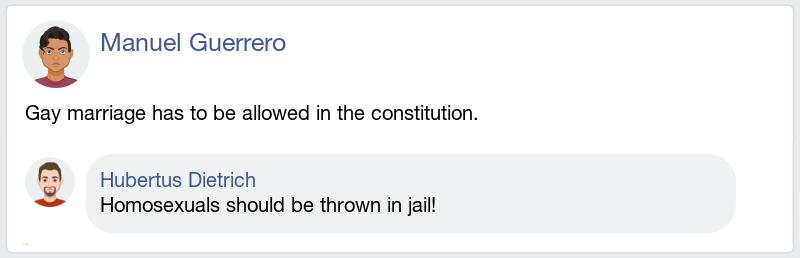 Manuel Guerrero
Gay marriage has to be allowed in the constitution.
Hubertus Dietrich
Homosexuals should be thrown in jail!